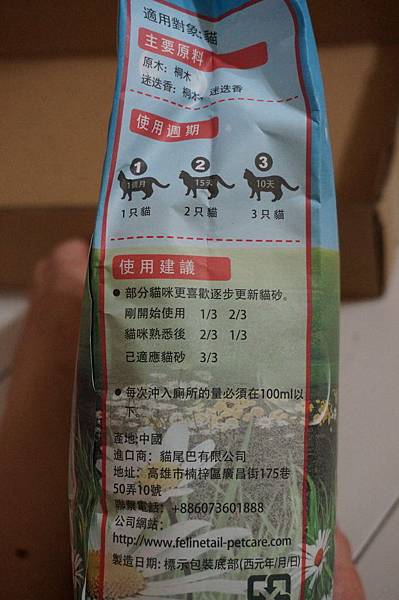 適用對象:貓
主要原料
原木：桐木
迷迭香：桐木、迷迭香
使用週期
1 2 3
1個月 15天 10天
1只貓 2只貓 3只貓
使用建議
● 部分貓咪更喜歡逐步更新貓砂。
剛開始使用 1/3 2/3
貓咪熟悉後 2/3 1/3
已適應貓砂 3/3
● 每次沖入廁所的量必須在100ml以
下。
產地:中國
進口商：貓尾巴有限公司
地址：高雄市楠梓區廣昌街175巷
50弄10號
聯繫電話：+886073601888
公司網站：
http://www.felinetail-petcare.com
製造日期:標示包裝底部(西元年/月/日)